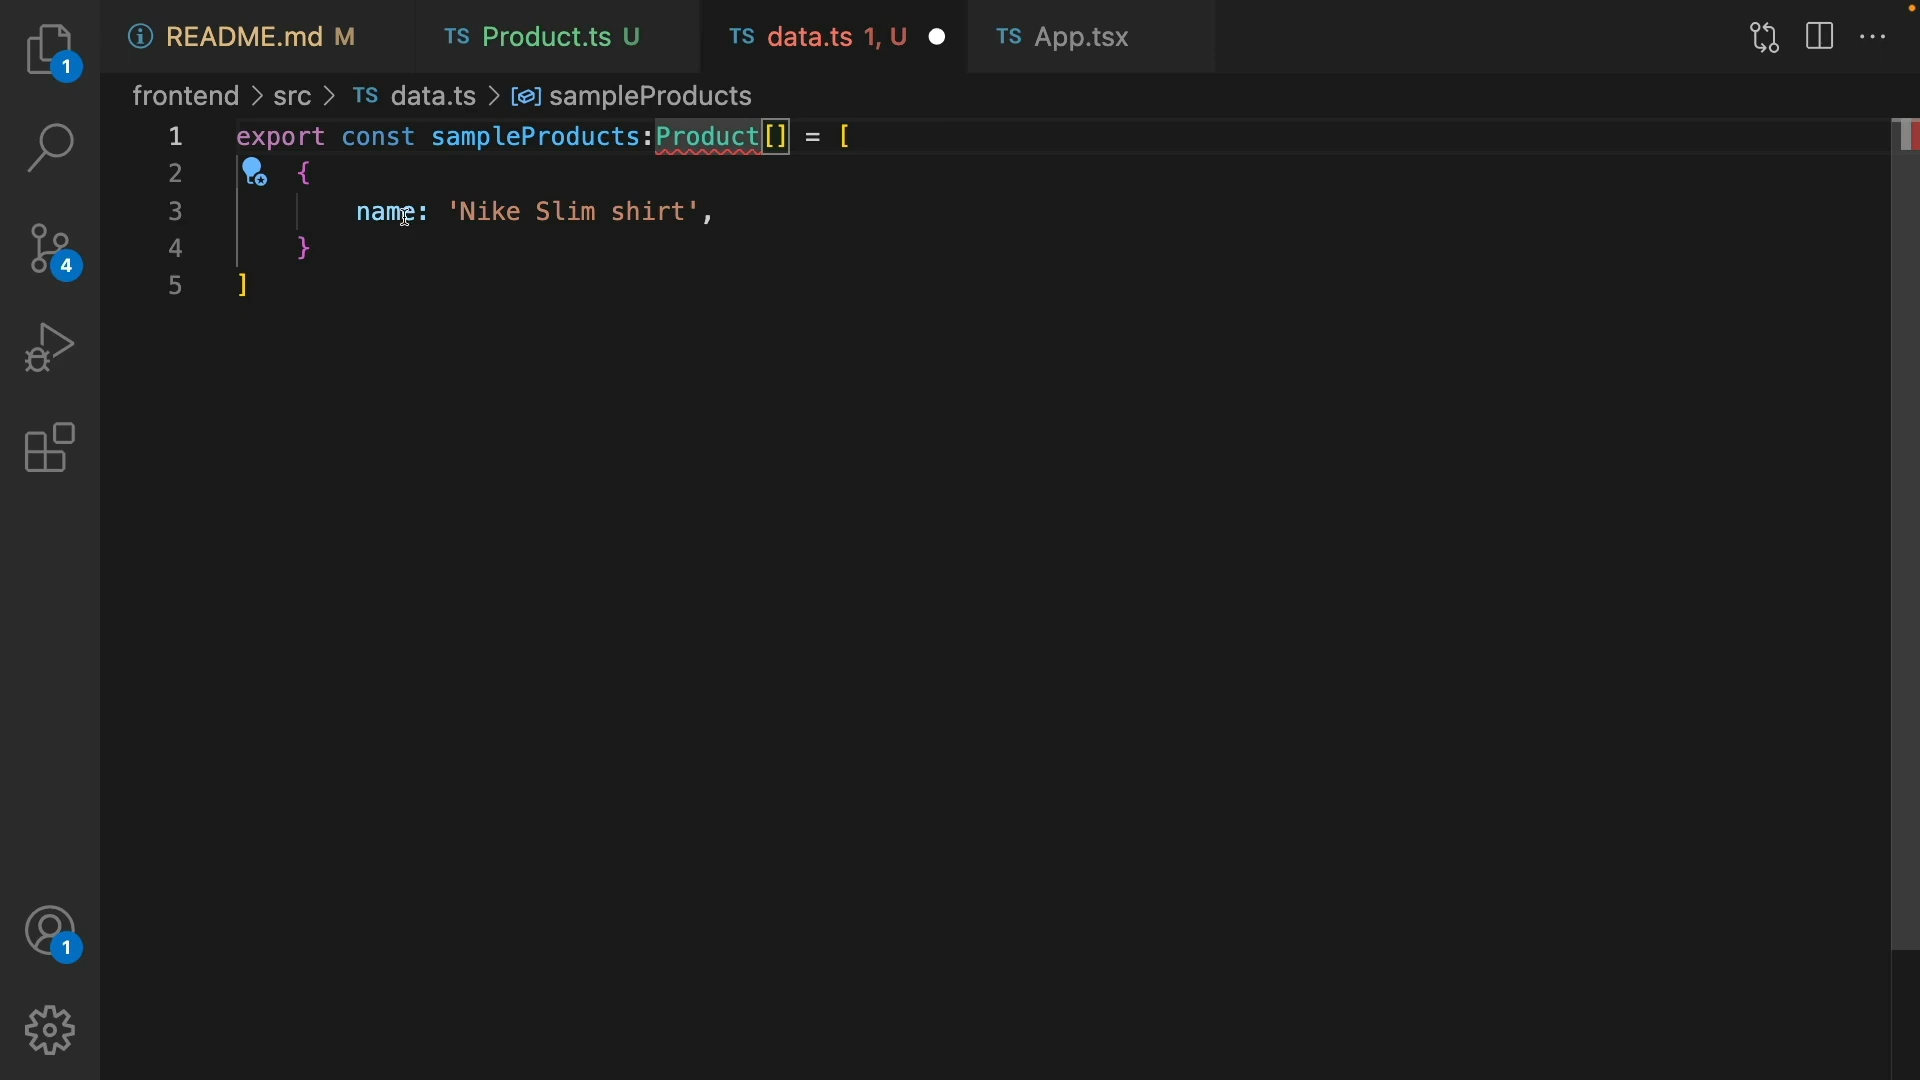 README.md M TS Product.ts U TS data.ts 1, U TS App.tsx
frontend > src > TS data.ts > sampleProducts
1 export const sampleProducts:Product[] = [
2 {
3 name: 'Nike Slim shirt',
4 }
5 ]
1
4
1